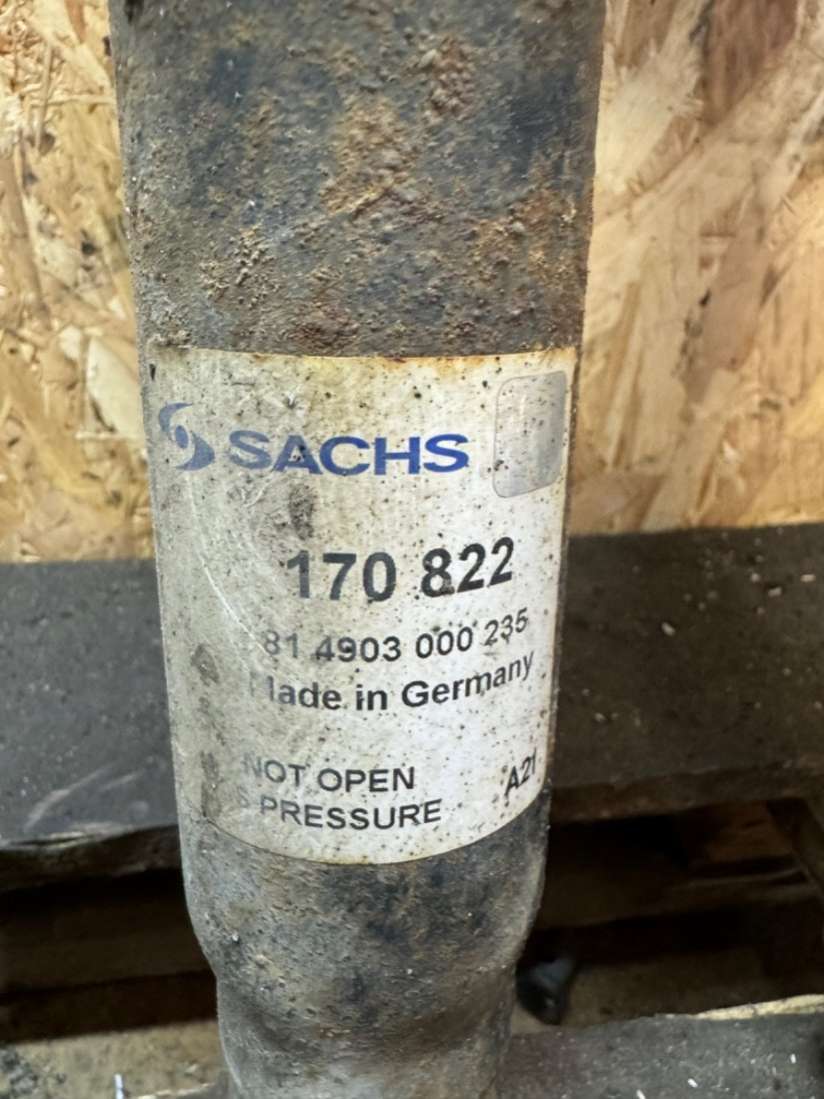 SACHS
170 822
81 4903 000 235
Made in Germany
NOT OPEN
PRESSURE
A21